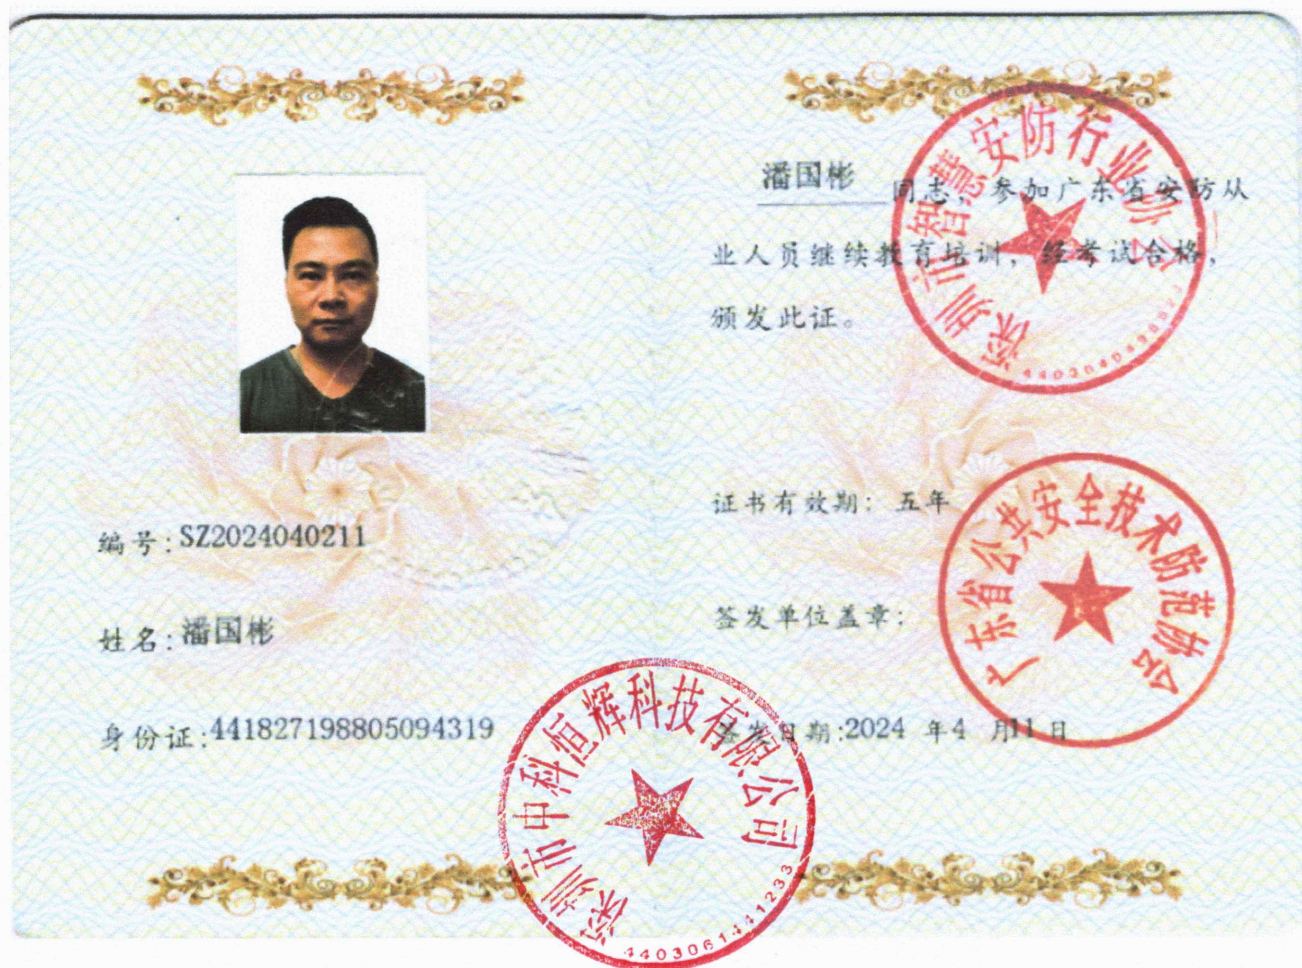 编号:SZ2024040211
姓名:潘国彬
身份证:441827198805094319
潘国彬 同志，参加广东省安防从
业人员继续教育培训，经考试合格，
颁发此证。
证书有效期：五年
签发单位盖章：
签发日期:2024 年4 月11日
深圳市智慧安防行业协会
广东省公共安全技术防范协会
深圳市中科恒辉科技有限公司
4403061441233